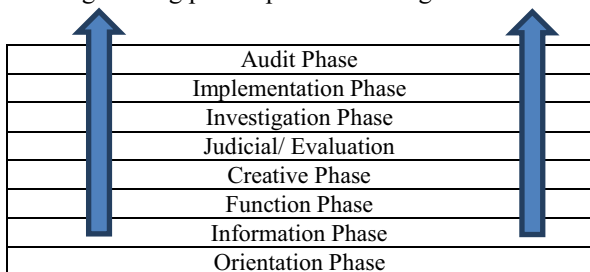 Audit Phase
Implementation Phase
Investigation Phase
Judicial/ Evaluation
Creative Phase
Function Phase
Information Phase
Orientation Phase